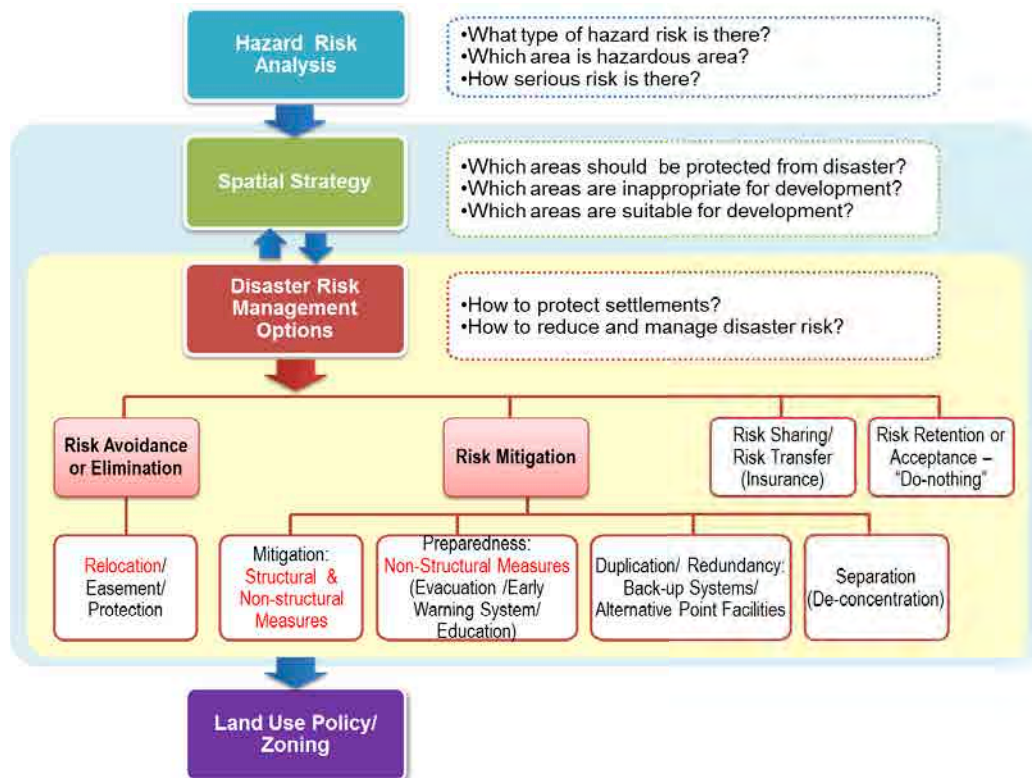 Hazard Risk
Analysis
•What type of hazard risk is there?
•Which area is hazardous area?
•How serious risk is there?
Spatial Strategy
•Which areas should be protected from disaster?
•Which areas are inappropriate for development?
•Which areas are suitable for development?
Disaster Risk
Management
Options
•How to protect settlements?
•How to reduce and manage disaster risk?
Risk Avoidance
or Elimination
Risk Mitigation
Risk Sharing/
Risk Transfer
(Insurance)
Risk Retention or
Acceptance –
"Do-nothing"
Relocation/
Easement/
Protection
Mitigation:
Structural &
Non-structural
Measures
Preparedness:
Non-Structural Measures
(Evacuation /Early
Warning System/
Education)
Duplication/ Redundancy:
Back-up Systems/
Alternative Point Facilities
Separation
(De-concentration)
Land Use Policy/
Zoning